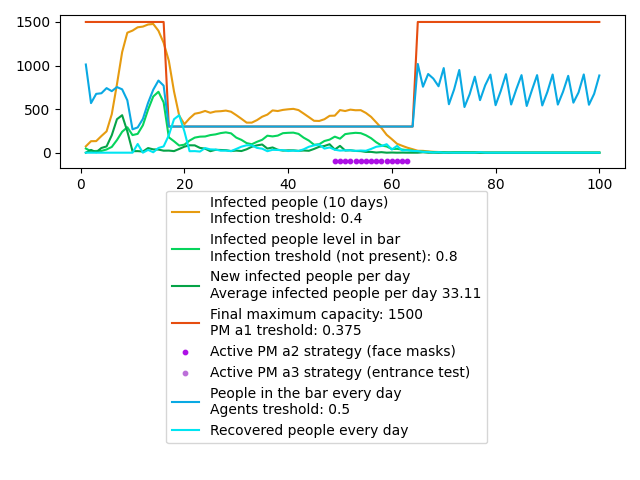 1500
1000
500
0
0 20 40 60 80 100
Infected people (10 days)
Infection treshold: 0.4
Infected people level in bar
Infection treshold (not present): 0.8
New infected people per day
Average infected people per day 33.11
Final maximum capacity: 1500
PM a1 treshold: 0.375
Active PM a2 strategy (face masks)
Active PM a3 strategy (entrance test)
People in the bar every day
Agents treshold: 0.5
Recovered people every day